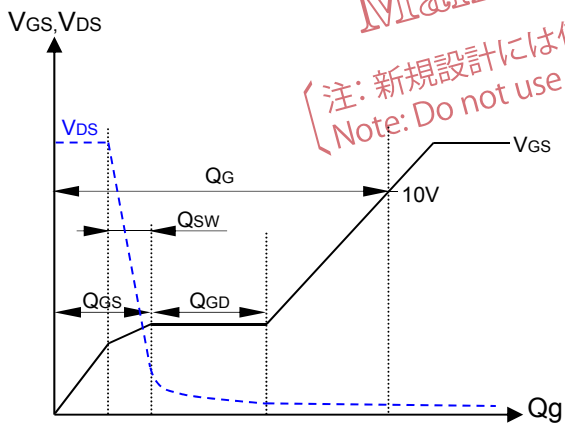 VGS,VDS
注: 新規設計には
Note: Do not use
VDS
VGS
QG
10V
QSW
QGS
QGD
Qg